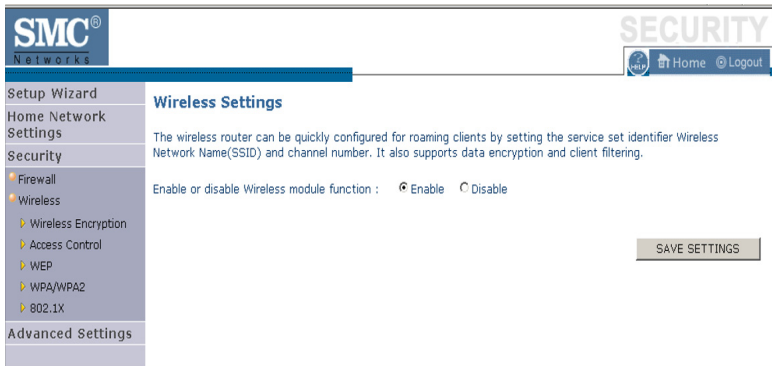 SMC®
Networks
SECURITY
HELP Home Logout
Setup Wizard
Home Network
Settings
Security
Firewall
Wireless
Wireless Encryption
Access Control
WEP
WPA/WPA2
802.1X
Advanced Settings
Wireless Settings
The wireless router can be quickly configured for roaming clients by setting the service set identifier Wireless
Network Name(SSID) and channel number. It also supports data encryption and client filtering.
Enable or disable Wireless module function : Enable Disable
SAVE SETTINGS